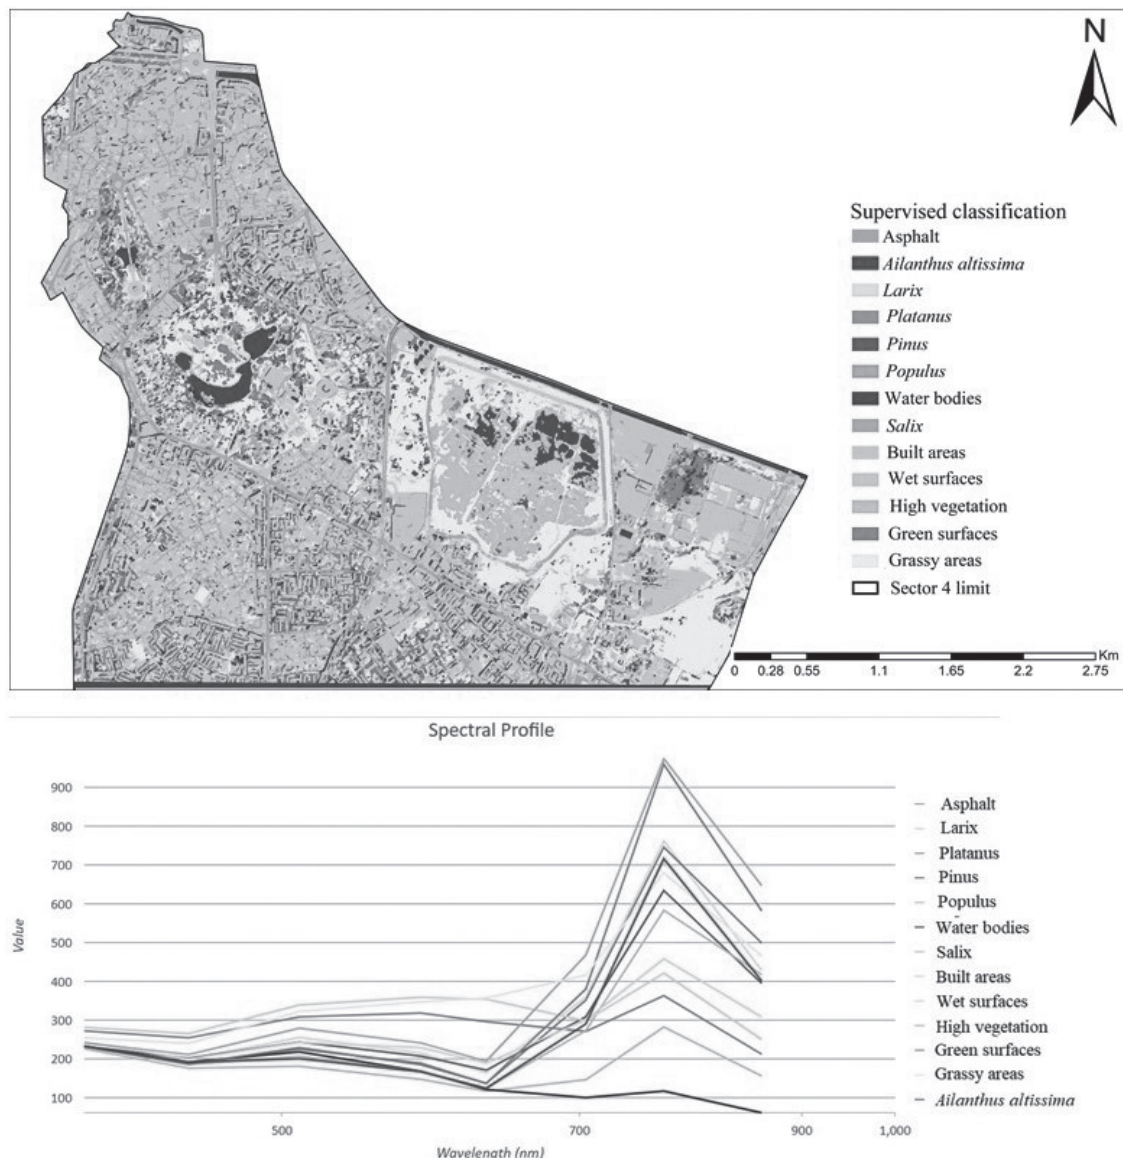 N
Supervised classification
Asphalt
Ailanthus altissima
Larix
Platanus
Pinus
Populus
Water bodies
Salix
Built areas
Wet surfaces
High vegetation
Green surfaces
Grassy areas
Sector 4 limit
Km
0 0.28 0.55 1.1 1.65 2.2 2.75
Spectral Profile
Value
900
800
700
600
500
400
300
200
100
500 700 900 1,000
Wavelength (nm)
Asphalt
Larix
Platanus
Pinus
Populus
Water bodies
Salix
Built areas
Wet surfaces
High vegetation
Green surfaces
Grassy areas
Ailanthus altissima